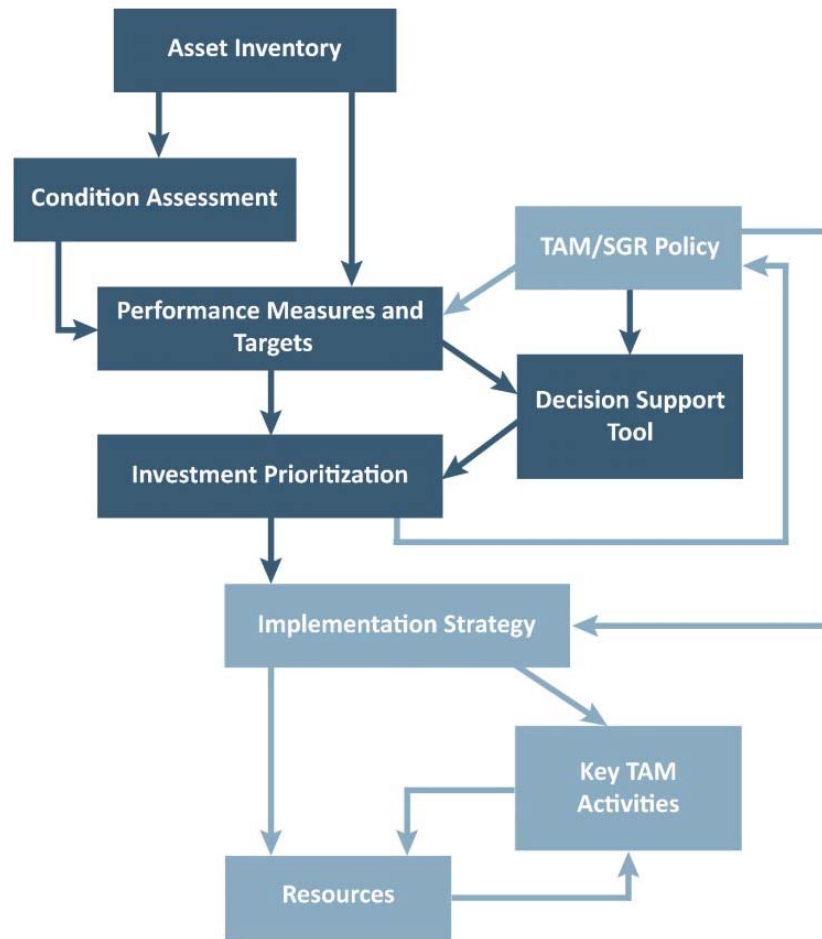 Asset Inventory
Condition Assessment
TAM/SGR Policy
Performance Measures and
Targets
Decision Support
Tool
Investment Prioritization
Implementation Strategy
Key TAM
Activities
Resources